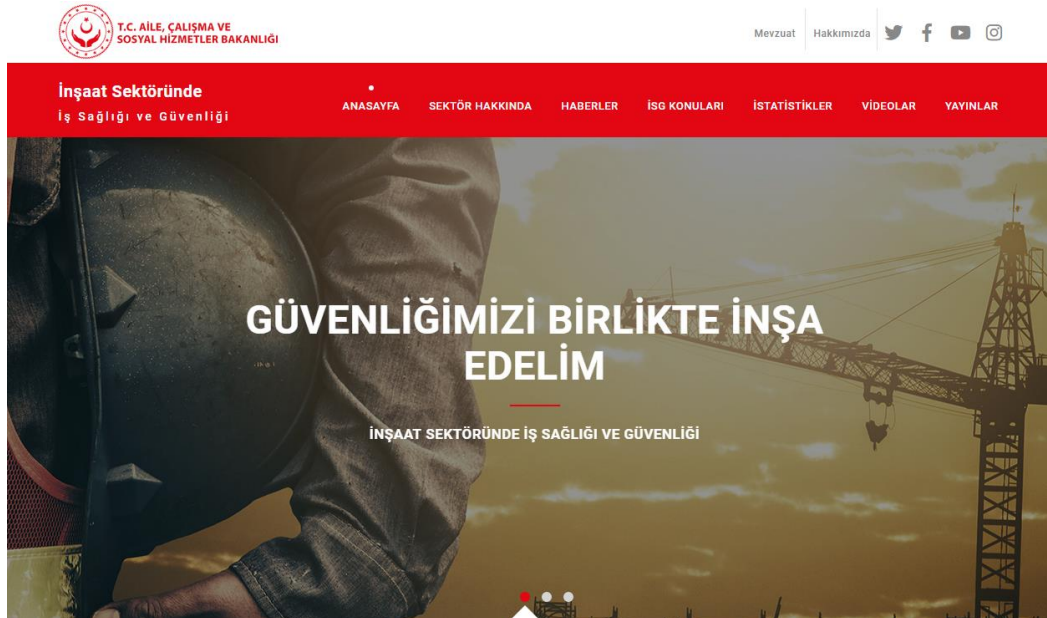 T.C. AİLE, ÇALIŞMA VE
SOSYAL HİZMETLER BAKANLIĞI
Mevzuat
Hakkımızda
İnşaat Sektöründe
İş Sağlığı ve Güvenliği
ANASAYFA
SEKTÖR HAKKINDA
HABERLER
İSG KONULARI
İSTATİSTİKLER
VİDEOLAR
YAYINLAR
GÜVENLİĞİMİZİ BİRLİKTE İNŞA
EDELİM
İNŞAAT SEKTÖRÜNDE İŞ SAĞLIĞI VE GÜVENLİĞİ